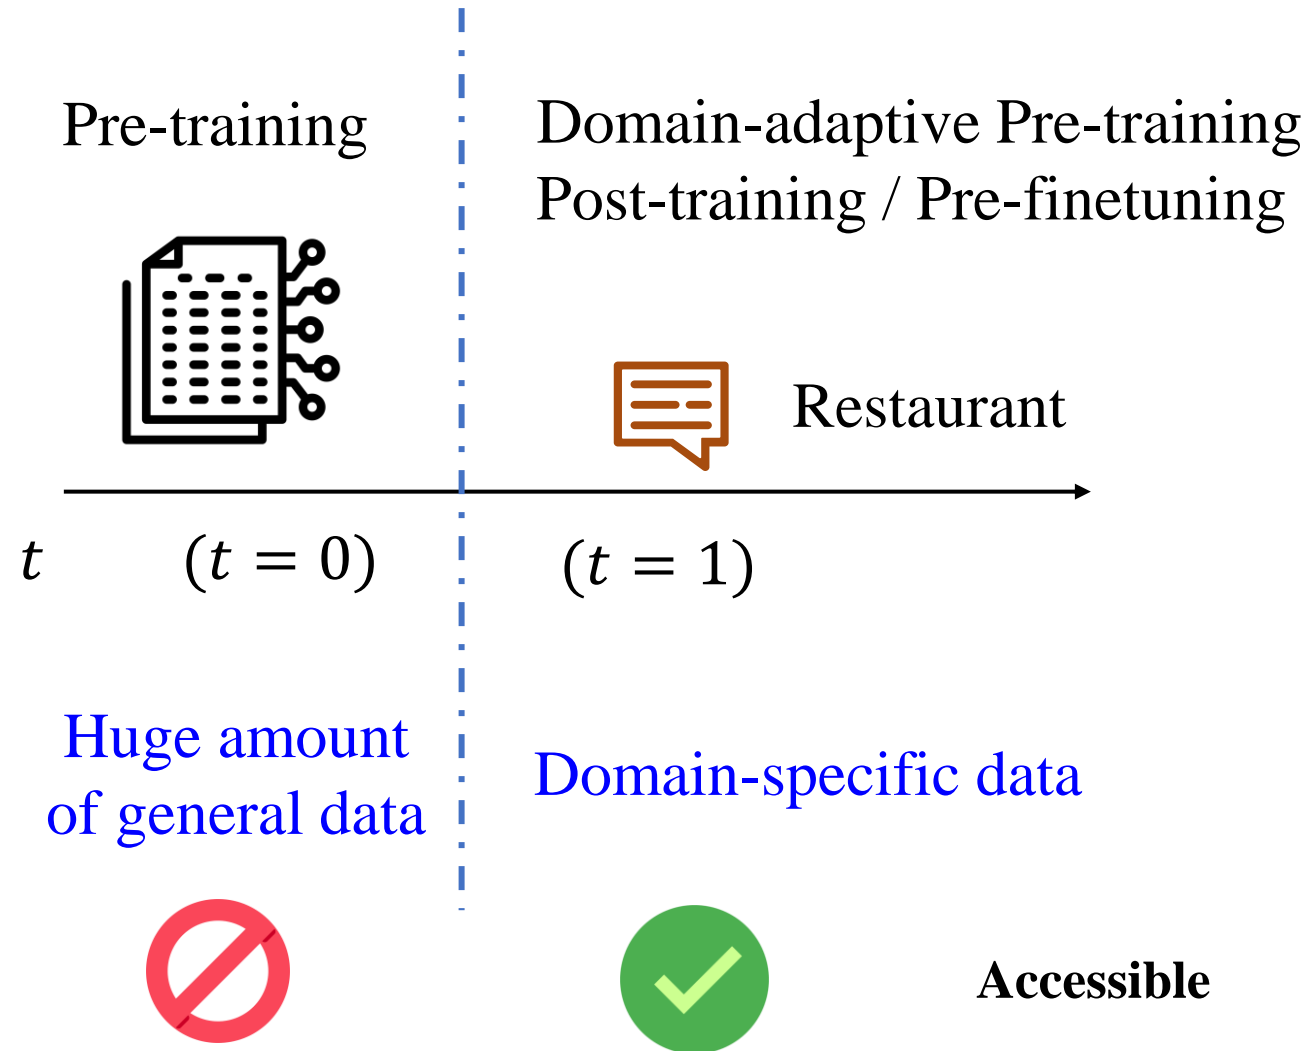 Pre-training
Domain-adaptive Pre-training
Post-training / Pre-finetuning
Restaurant
t
(t = 0)
(t = 1)
Huge amount
of general data
Domain-specific data
Accessible